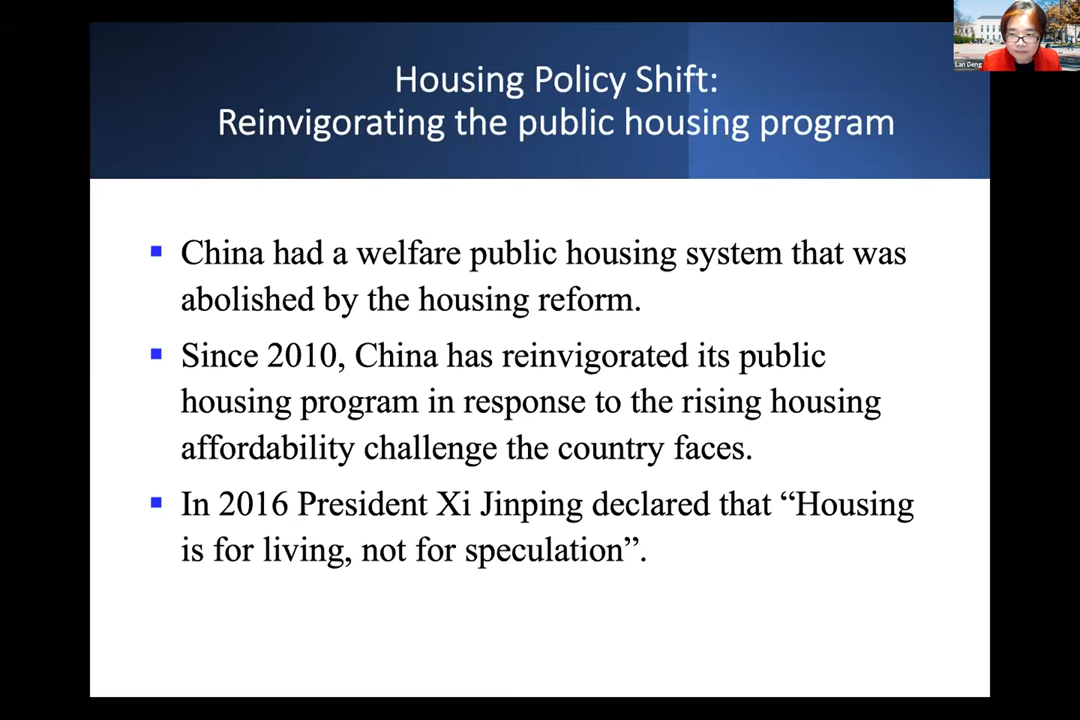 Lan Deng
Housing Policy Shift:
Reinvigorating the public housing program
▪ China had a welfare public housing system that was
abolished by the housing reform.
▪ Since 2010, China has reinvigorated its public
housing program in response to the rising housing
affordability challenge the country faces.
▪ In 2016 President Xi Jinping declared that “Housing
is for living, not for speculation”.